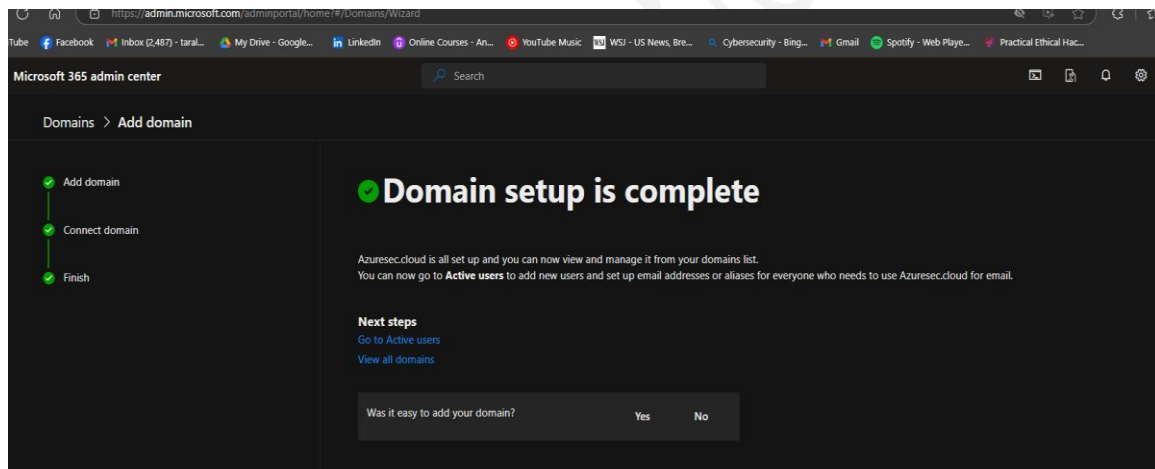 https://admin.microsoft.com/adminportal/home?#/Domains/Wizard
Tube Facebook Inbox (2,487) - taral... My Drive - Google... LinkedIn Online Courses - An... YouTube Music WSJ - US News, Bre... Cybersecurity - Bing... Gmail Spotify - Web Playe... Practical Ethical Hac...
Microsoft 365 admin center Search
Domains > Add domain
Add domain
Connect domain
Finish
Domain setup is complete
Azuresec.cloud is all set up and you can now view and manage it from your domains list.
You can now go to Active users to add new users and set up email addresses or aliases for everyone who needs to use Azuresec.cloud for email.
Next steps
Go to Active users
View all domains
Was it easy to add your domain? Yes No